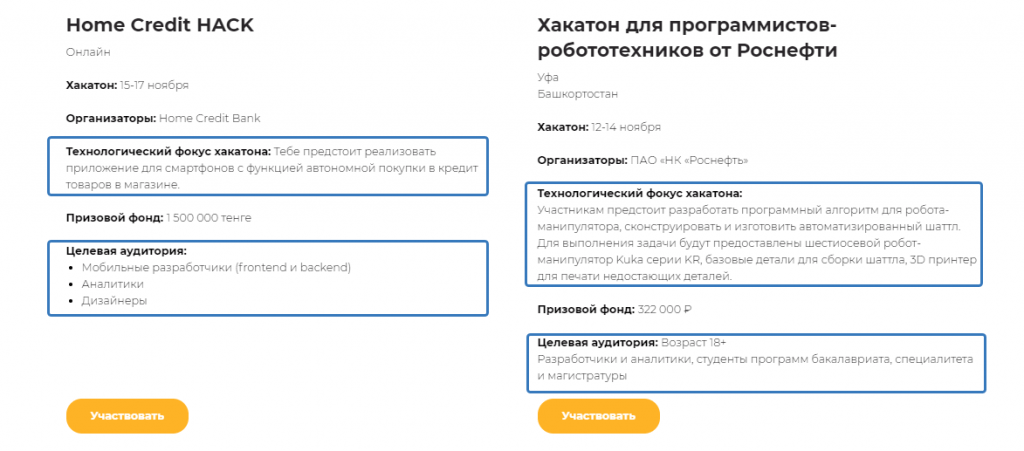 Home Credit HACK
Онлайн
Хакатон: 15-17 ноября
Организаторы: Home Credit Bank
Технологический фокус хакатона: Тебе предстоит реализовать
приложение для смартфонов с функцией автономной покупки в кредит
товаров в магазине.
Призовой фонд: 1 500 000 тенге
Целевая аудитория:
Мобильные разработчики (frontend и backend)
Аналитики
Дизайнеры
Участвовать
Хакатон для программистов-
робототехников от Роснефти
Уфа
Башкортостан
Хакатон: 12-14 ноября
Организаторы: ПАО «НК «Роснефть»
Технологический фокус хакатона:
Участникам предстоит разработать программный алгоритм для робота-
манипулятора, сконструировать и изготовить автоматизированный шаттл.
Для выполнения задачи будут предоставлены шестиосевой робот-
манипулятор Kuka серии KR, базовые детали для сборки шаттла, 3D принтер
для печати недостающих деталей.
Призовой фонд: 322 000 ₽
Целевая аудитория: Возраст 18+
Разработчики и аналитики, студенты программ бакалавриата, специалитета
и магистратуры
Участвовать